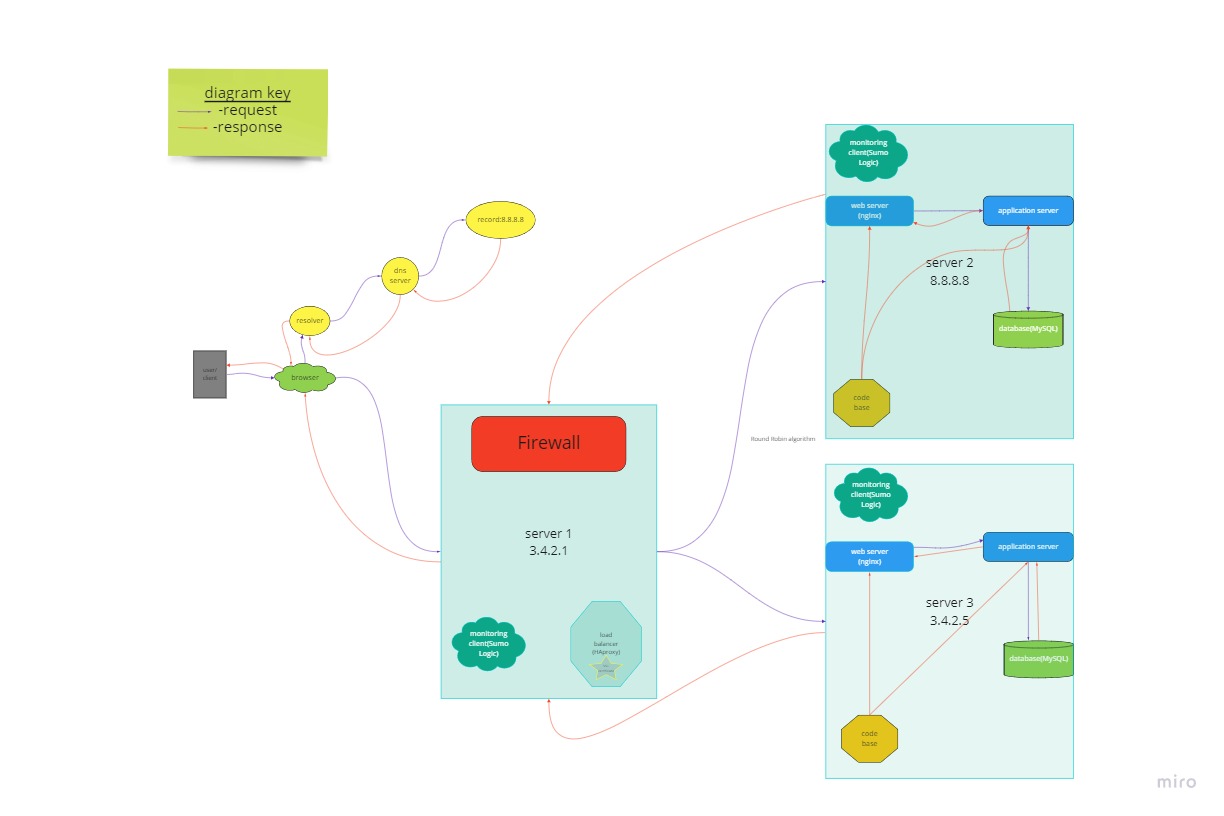 diagram key
-request
-response
record:8.8.8.8
dns
server
resolver
user/
client
browser
Firewall
server 1
3.4.2.1
monitoring
client(Sumo
Logic)
load
balancer
(HAproxy)
Round Robin algorithm
monitoring
client(Sumo
Logic)
web server
(nginx)
application server
server 2
8.8.8.8
database(MySQL)
code
base
monitoring
client(Sumo
Logic)
web server
(nginx)
application server
server 3
3.4.2.5
database(MySQL)
code
base
miro